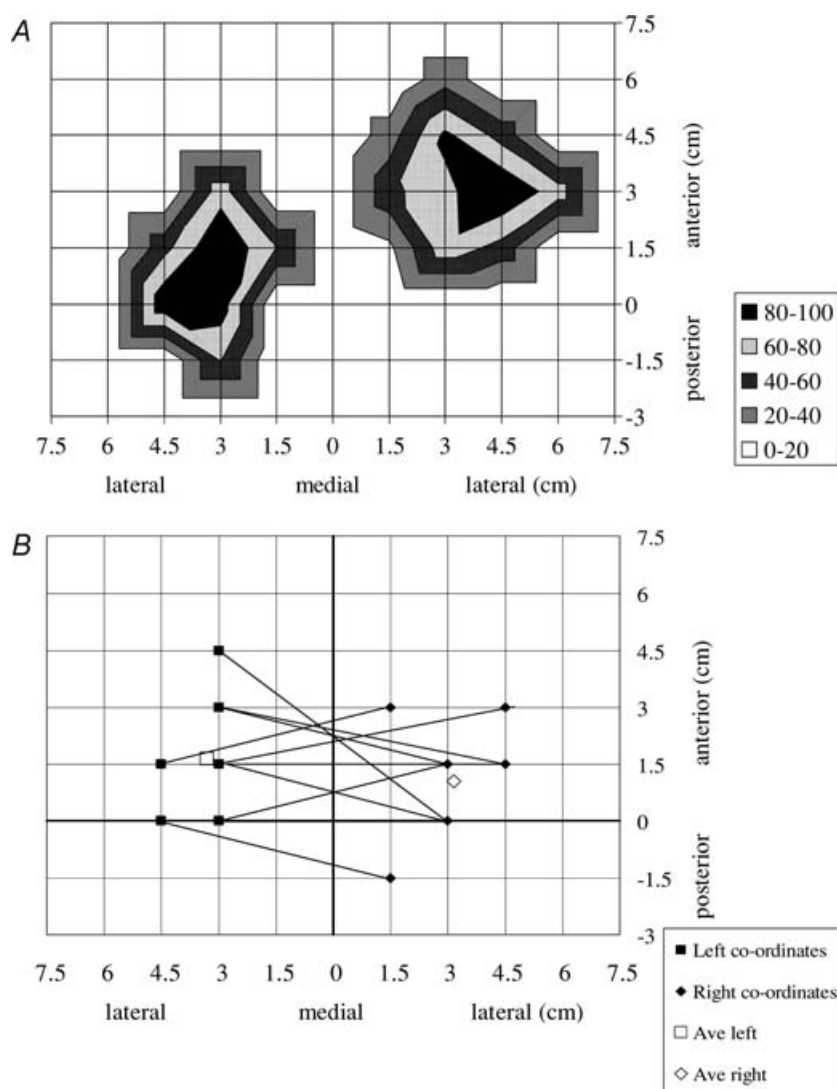 A
7.5
6
4.5
3
1.5
0
-1.5
-3
anterior (cm)
posterior
7.5 6 4.5 3 1.5 0 1.5 3 4.5 6 7.5
lateral medial lateral (cm)
80-100
60-80
40-60
20-40
0-20
B
7.5
6
4.5
3
1.5
0
-1.5
-3
anterior (cm)
posterior
7.5 6 4.5 3 1.5 0 1.5 3 4.5 6 7.5
lateral medial lateral (cm)
Left co-ordinates
Right co-ordinates
Ave left
Ave right